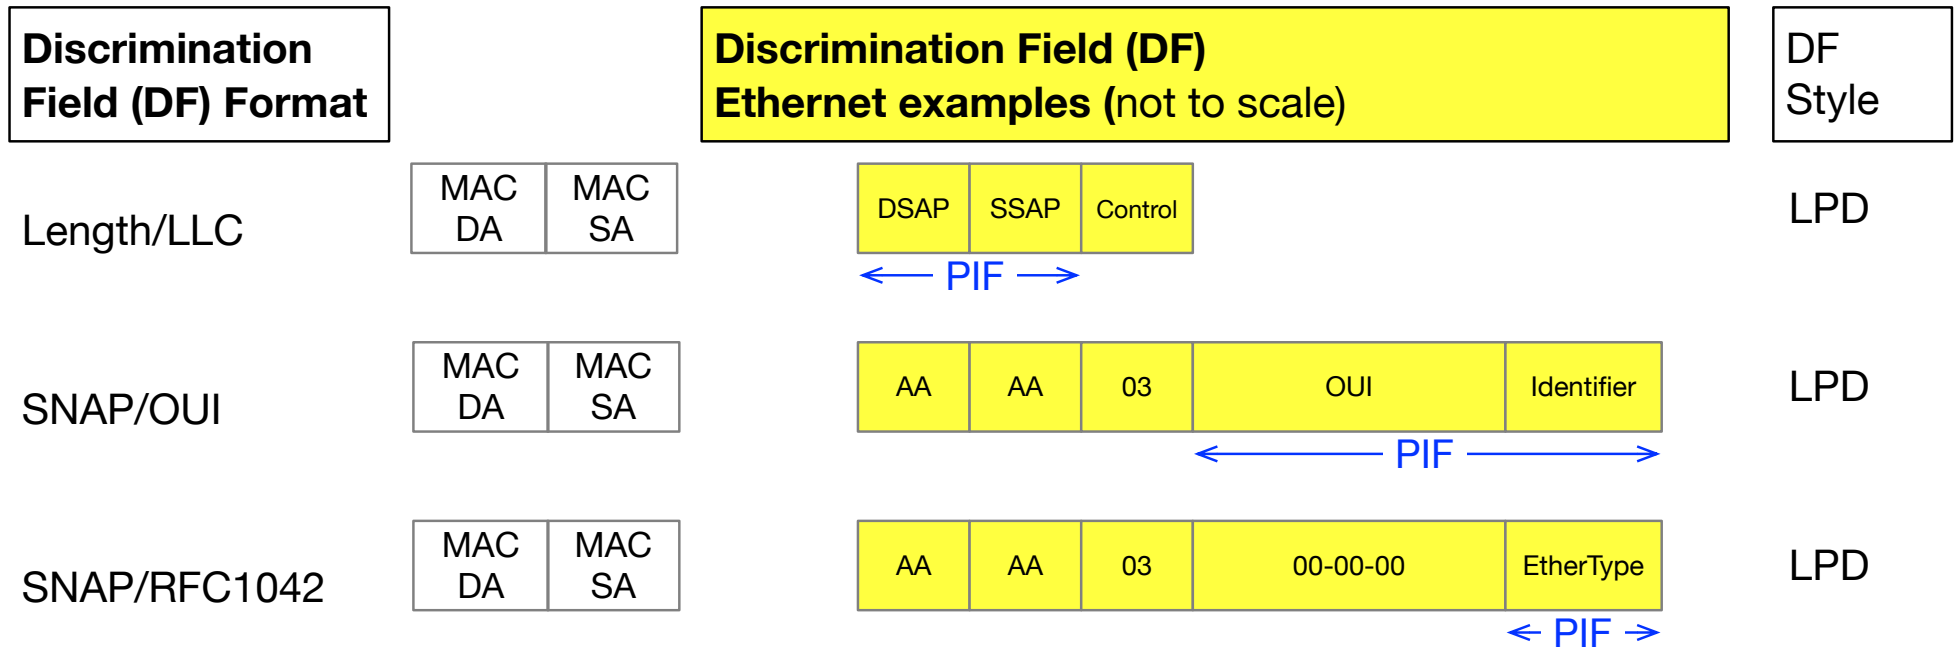 Discrimination
Field (DF) Format
Discrimination Field (DF)
Ethernet examples (not to scale)
DF
Style
Length/LLC
MAC
DA
MAC
SA
DSAP
SSAP
Control
LPD
PIF
SNAP/OUI
MAC
DA
MAC
SA
AA
AA
03
OUI
Identifier
LPD
PIF
SNAP/RFC1042
MAC
DA
MAC
SA
AA
AA
03
00-00-00
EtherType
LPD
PIF